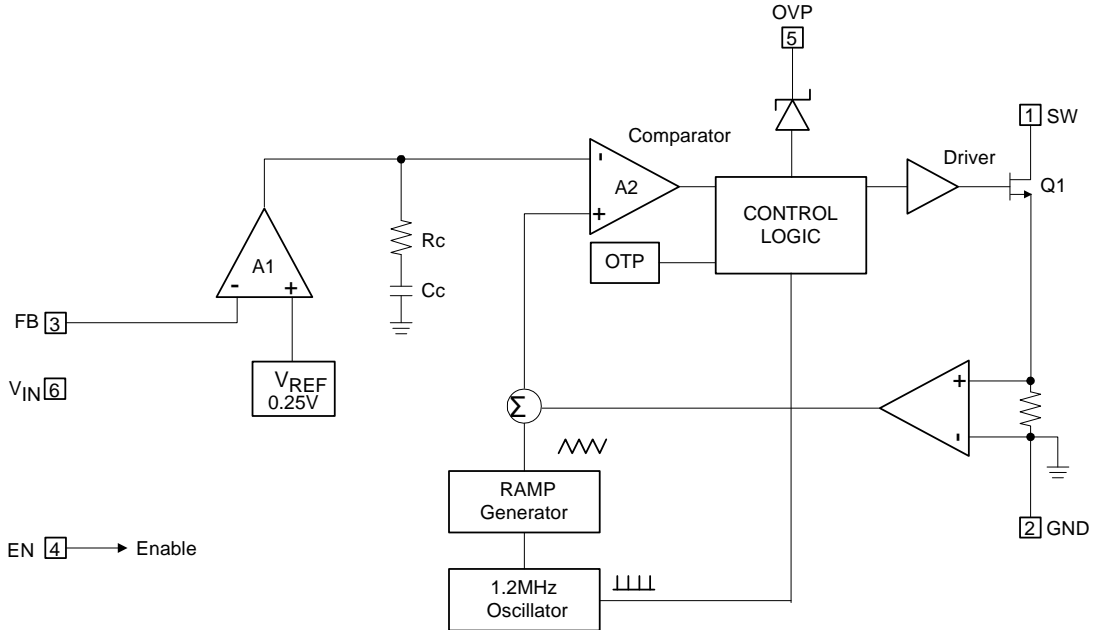 OVP
5
1 SW
Comparator
Driver
-
A2
+
Q1
CONTROL
LOGIC
Rc
OTP
A1
- +
Cc
FB 3
VREF
0.25V
VIN 6
+
Σ
-
RAMP
Generator
2 GND
EN 4 Enable
1.2MHz
Oscillator